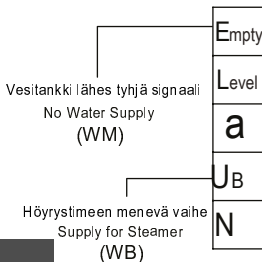 Empty
Vesitankki lähes tyhjä signaali
No Water Supply
(WM)
Level
a
UB
Höyrystimeen menevä vaihe
Supply for Steamer
(WB)
N